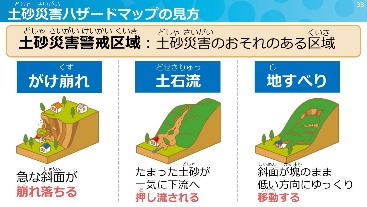 土砂災害ハザードマップの見方
38
土砂災害警戒区域：土砂災害のおそれのある区域
がけ崩れ
土石流
地すべり
急な斜面が
崩れ落ちる
たまった土砂が
一気に下流へ
押し流される
斜面が塊のまま
低い方向にゆっくり
移動する